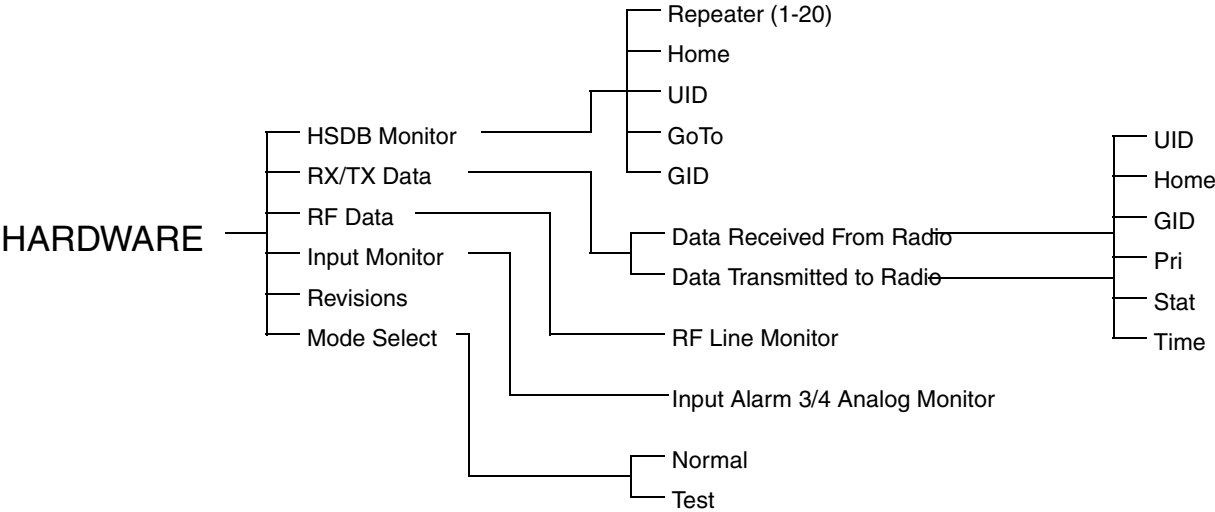 HARDWARE
HSDB Monitor
RX/TX Data
RF Data
Input Monitor
Revisions
Mode Select
Repeater (1-20)
Home
UID
GoTo
GID
Data Received From Radio
Data Transmitted to Radio
RF Line Monitor
Input Alarm 3/4 Analog Monitor
Normal
Test
UID
Home
GID
Pri
Stat
Time